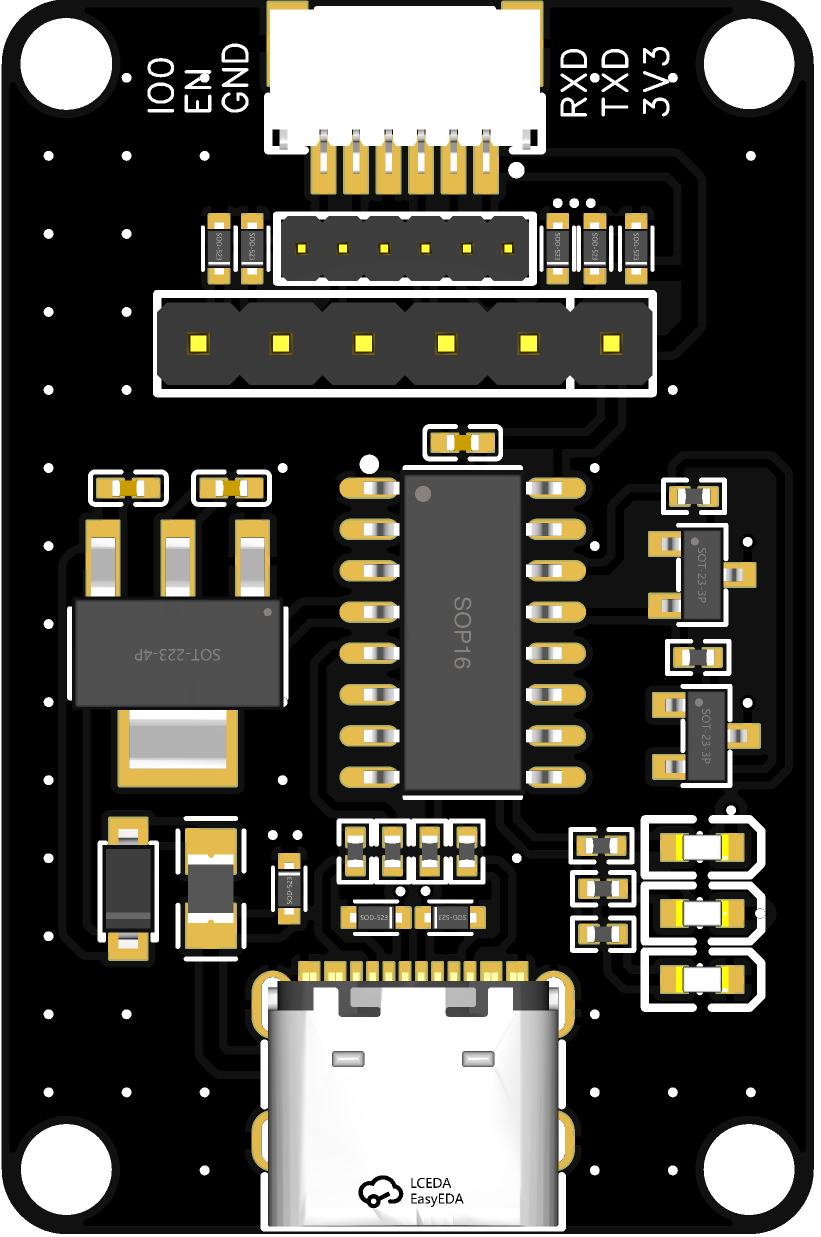 IO0
EN
GND
RXD
TXD
3V3
SOD-523
SOD-523
SOD-523
SOD-523
SOD-523
SOP16
SOT-23-3P
SOT-223-4P
SOT-23-3P
SOD-523
SOD-523
SOD-523
LCEDA
EasyEDA